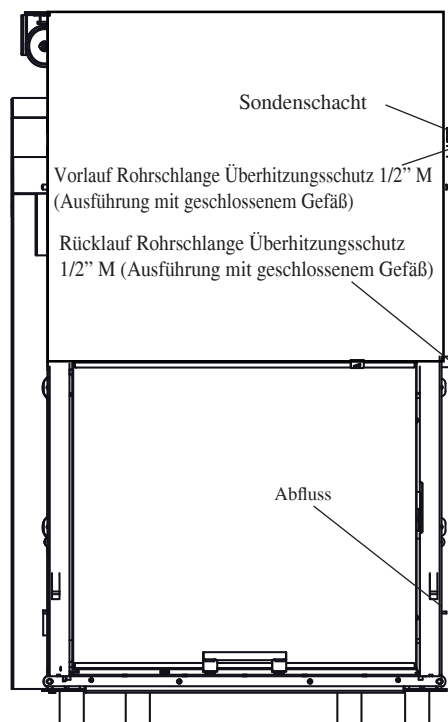 Sondenschacht
Vorlauf Rohrschlange Überhitzungsschutz 1/2” M
(Ausführung mit geschlossenem Gefäß)
Rücklauf Rohrschlange Überhitzungsschutz
1/2” M (Ausführung mit geschlossenem Gefäß)
Abfluss